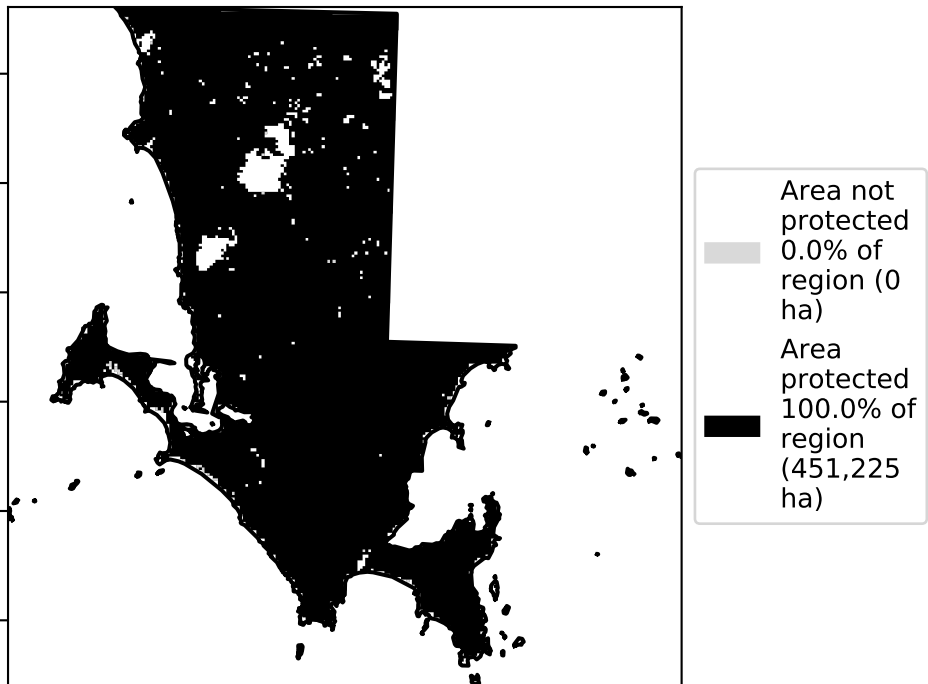 Area not
protected
0.0% of
region (0
ha)
Area
protected
100.0% of
region
(451,225
ha)